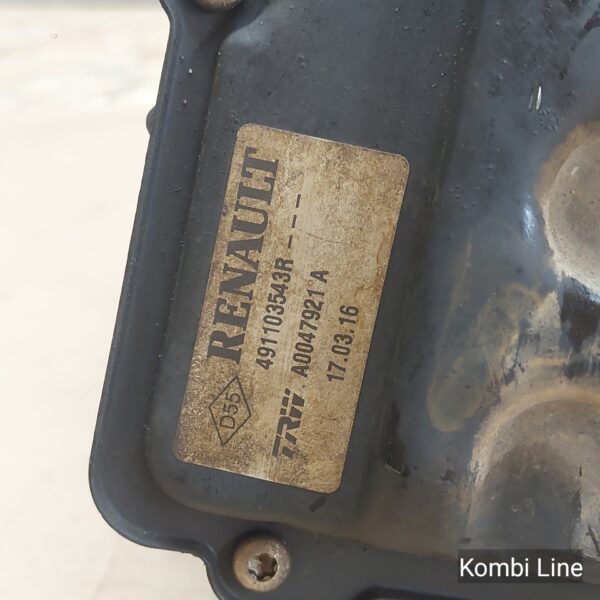 RENAULT
D55
491103543R ---
TRW A0047921 A
17.03.16
Kombi Line